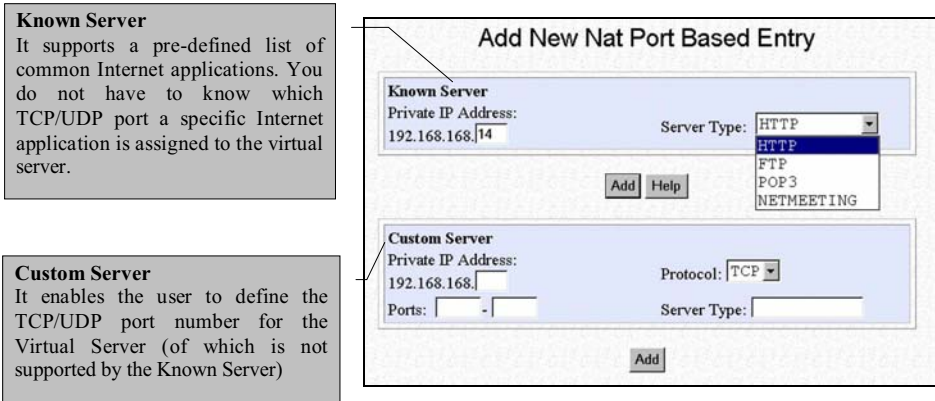 Known Server
It supports a pre-defined list of
common Internet applications. You
do not have to know which
TCP/UDP port a specific Internet
application is assigned to the virtual
server.
Custom Server
It enables the user to define the
TCP/UDP port number for the
Virtual Server (of which is not
supported by the Known Server)
Add New Nat Port Based Entry
Known Server
Private IP Address:
192.168.168.14
Server Type: HTTP
HTTP
FTP
POP3
NETMEETING
Add Help
Custom Server
Private IP Address:
192.168.168.
Protocol: TCP
Ports: -
Server Type:
Add